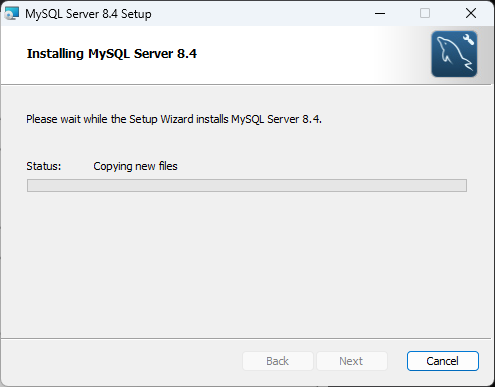 MySQL Server 8.4 Setup
Installing MySQL Server 8.4
Please wait while the Setup Wizard installs MySQL Server 8.4.
Status: Copying new files
Back Next Cancel